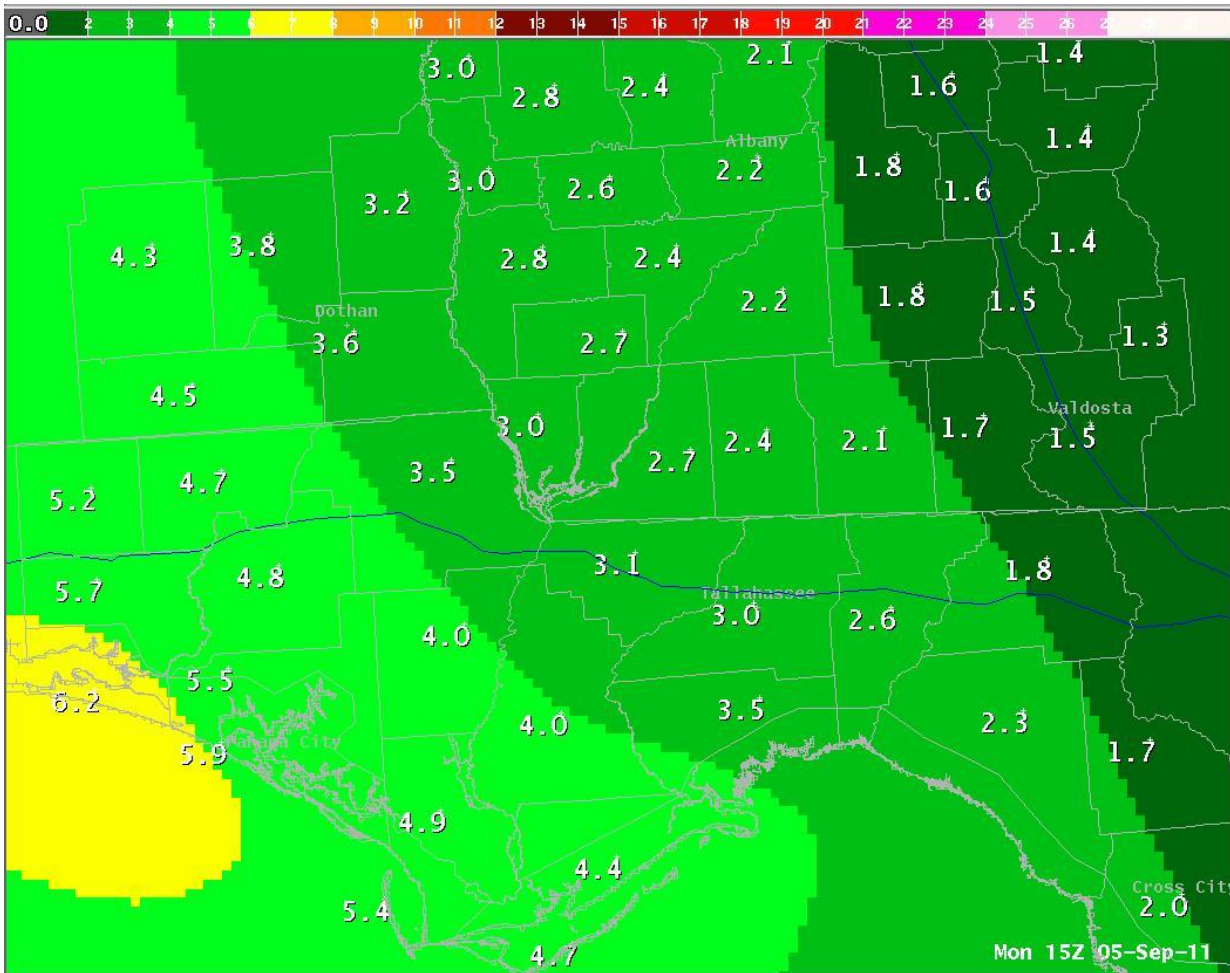 0.0 2 3 4 5 6 7 8 9 10 11 12 13 14 15 16 17 18 19 20 21 22 23 24 25 26
3.0 2.1 1.4
2.8 2.4 1.6
Albany 1.4
3.0 2.6 2.2 1.8 1.6
3.2
4.3 3.8 2.8 2.4 1.4
2.2 1.8 1.5
Dothan
3.6 2.7 1.3
4.5 Valdosta
3.0 2.4 2.1 1.7 1.5
4.7 3.5 2.7
5.2
5.7 4.8 3.1 1.8
Tallahassee
4.0 3.0 2.6
5.5
6.2 4.0 3.5 2.3
Panama City
5.9 1.7
4.9
4.4
Cross City
5.4 2.0
4.7
Mon 15Z 05-Sep-11